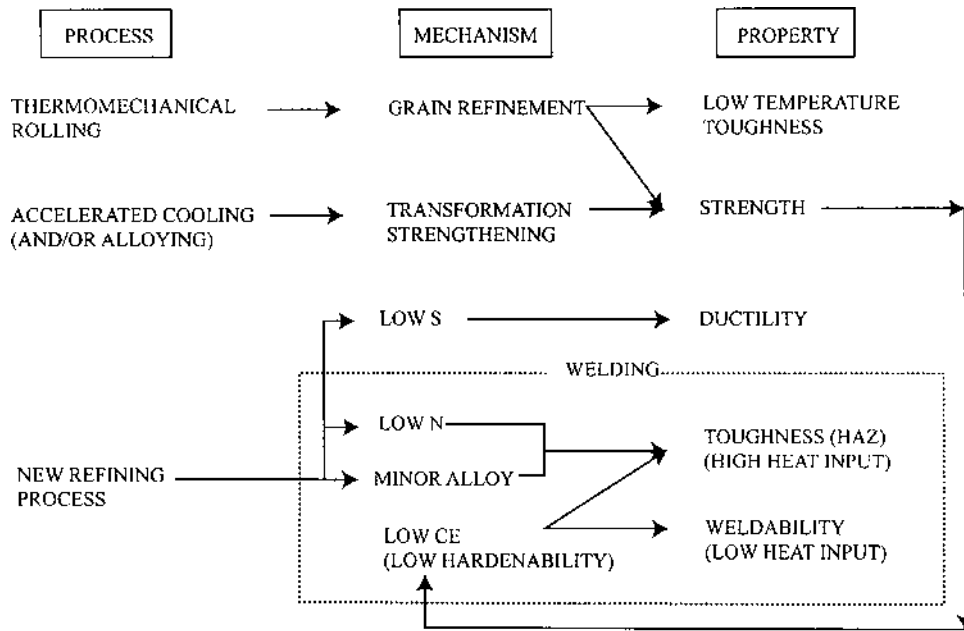 PROCESS
MECHANISM
PROPERTY
THERMOMECHANICAL
ROLLING
GRAIN REFINEMENT
LOW TEMPERATURE
TOUGHNESS
ACCELERATED COOLING
(AND/OR ALLOYING)
TRANSFORMATION
STRENGTHENING
STRENGTH
LOW S
DUCTILITY
WELDING
LOW N
TOUGHNESS (HAZ)
(HIGH HEAT INPUT)
NEW REFINING
PROCESS
MINOR ALLOY
LOW CE
(LOW HARDENABILITY)
WELDABILITY
(LOW HEAT INPUT)